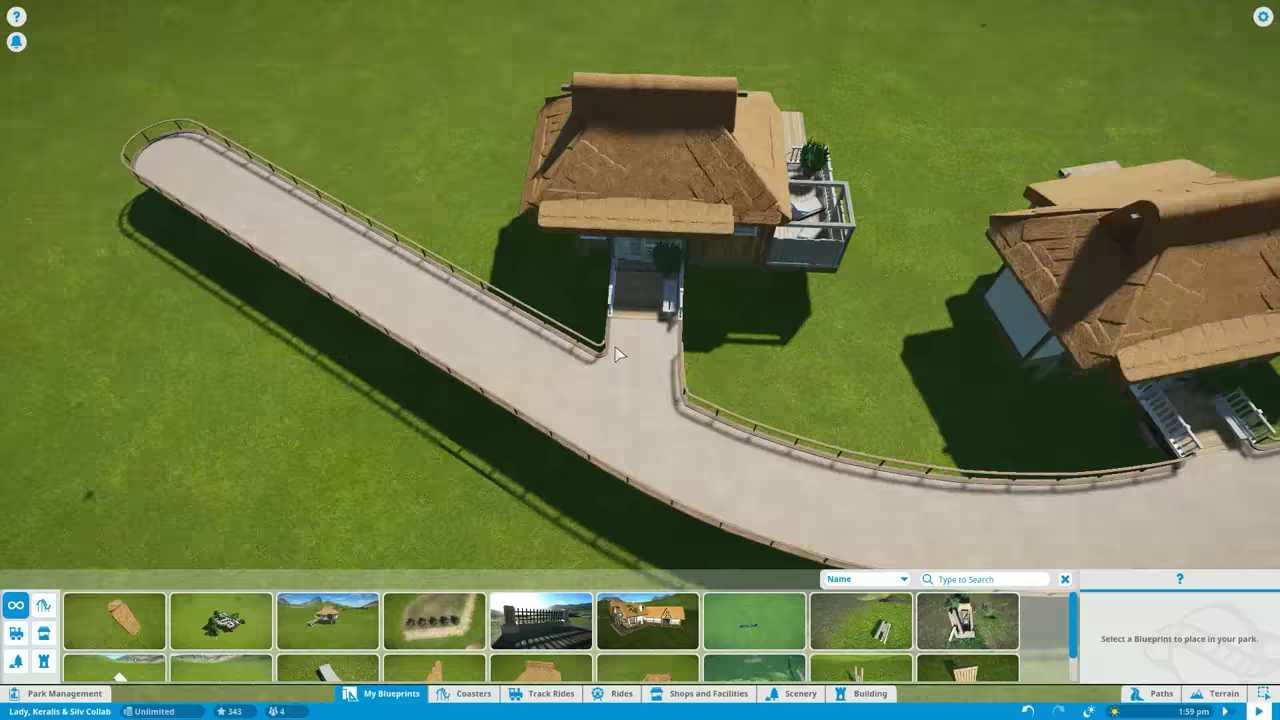 ?
Name
Type to Search
?
Select a Blueprint to place in your park.
Park Management
My Blueprints
Coasters
Track Rides
Rides
Shops and Facilities
Scenery
Building
Paths
Terrain
Lady, Keralis & Silv Collab
Unlimited
343
4
1:59 pm